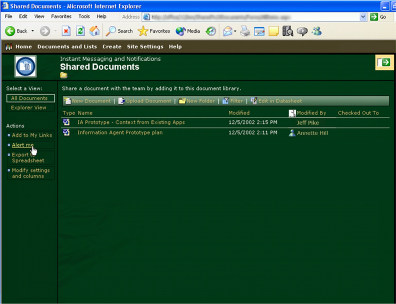 Shared Documents - Microsoft Internet Explorer
File Edit View Favorites Tools Help Address Go
Back Search Favorites Media
Home Documents and Lists Create Site Settings Help
Instant Messaging and Notifications
Shared Documents
Select a View:
All Documents
Explorer View
Actions
Add to My Links
Alert me
Export to
Spreadsheet
Modify settings
and columns
Share a document with the team by adding it to this document library.
New Document Upload Document New Folder Filter Edit in Datasheet
Type Name Modified Modified By Checked Out To
IA Prototype - Context from Existing Apps 12/5/2002 2:15 PM Jeff Pike
Information Agent Prototype plan 12/5/2002 2:11 PM Annette Hill